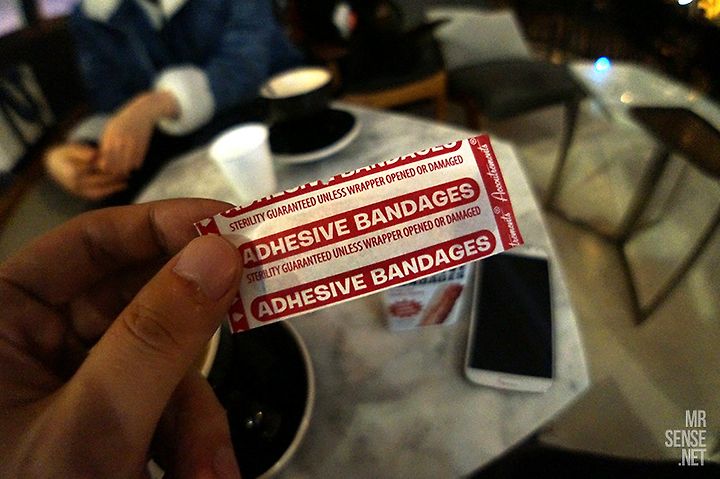 ADHESIVE BANDAGES
STERILITY GUARANTEED UNLESS WRAPPER OPENED OR DAMAGED
ADHESIVE BANDAGES
STERILITY GUARANTEED UNLESS WRAPPER OPENED OR DAMAGED
ADHESIVE BANDAGES
Accoutrements®
MR
SENSE
.NET